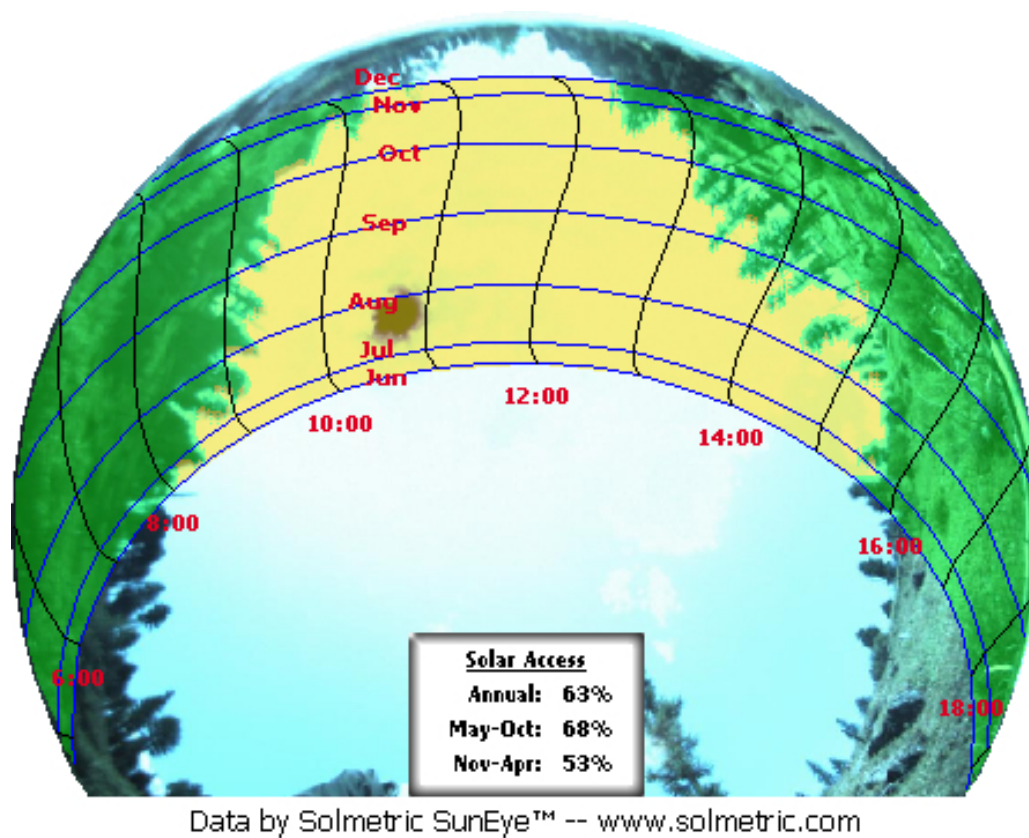 Dec
Nov
Oct
Sep
Aug
Jul
Jun
10:00
12:00
14:00
8:00
16:00
6:00
18:00
Solar Access
Annual: 63%
May-Oct: 68%
Nov-Apr: 53%
Data by Solmetric SunEye™ -- www.solmetric.com